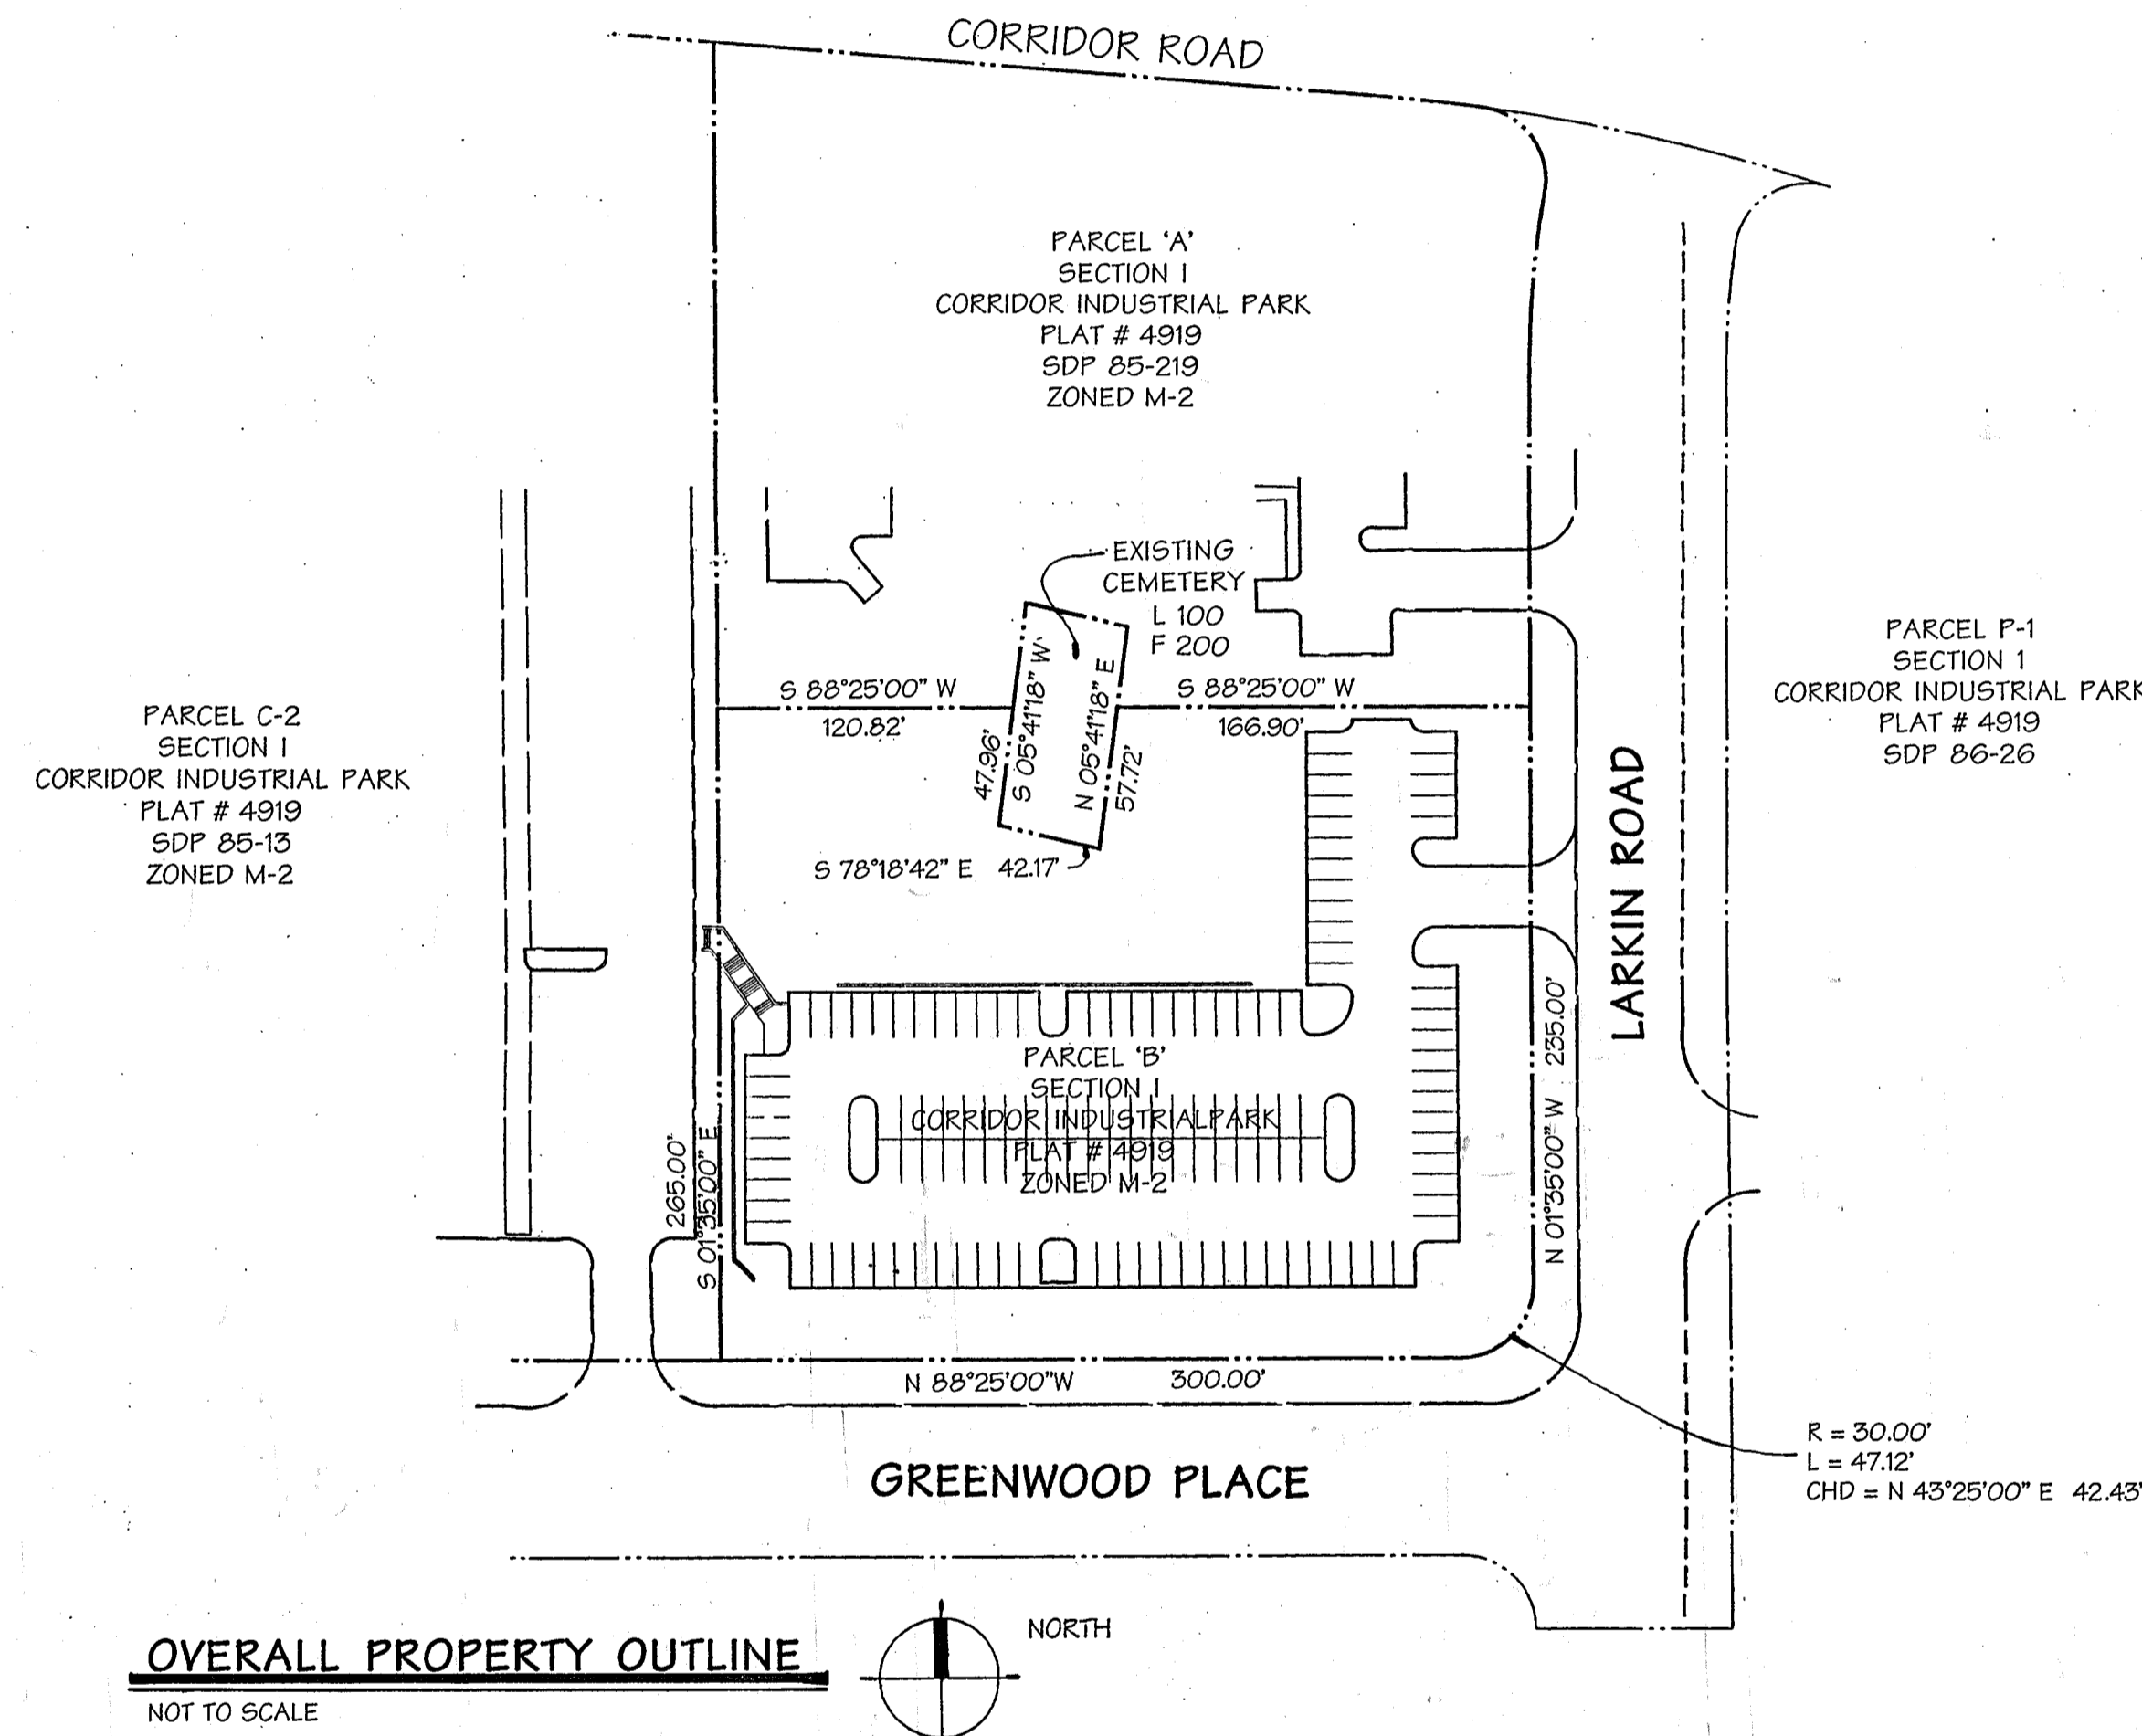 CORRIDOR ROAD
PARCEL 'A'
SECTION I
CORRIDOR INDUSTRIAL PARK
PLAT # 4919
SDP 85-219
ZONED M-2
EXISTING
CEMETERY
L 100
F 200
PARCEL P-1
SECTION 1
CORRIDOR INDUSTRIAL PARK
PLAT # 4919
SDP 86-26
PARCEL C-2
SECTION I
CORRIDOR INDUSTRIAL PARK
PLAT # 4919
SDP 85-13
ZONED M-2
S 88°25'00" W
120.82'
S 88°25'00" W
166.90'
47.96'
S 05°41'18" W
N 05°41'18" E
57.72'
S 78°18'42" E 42.17'
LARKIN ROAD
PARCEL 'B'
SECTION I
CORRIDOR INDUSTRIALPARK
PLAT # 4919
ZONED M-2
265.00'
S 01°35'00" E
N 01°35'00" W 235.00'
N 88°25'00"W 300.00'
R = 30.00'
L = 47.12'
CHD = N 43°25'00" E 42.43'
GREENWOOD PLACE
NORTH
OVERALL PROPERTY OUTLINE
NOT TO SCALE